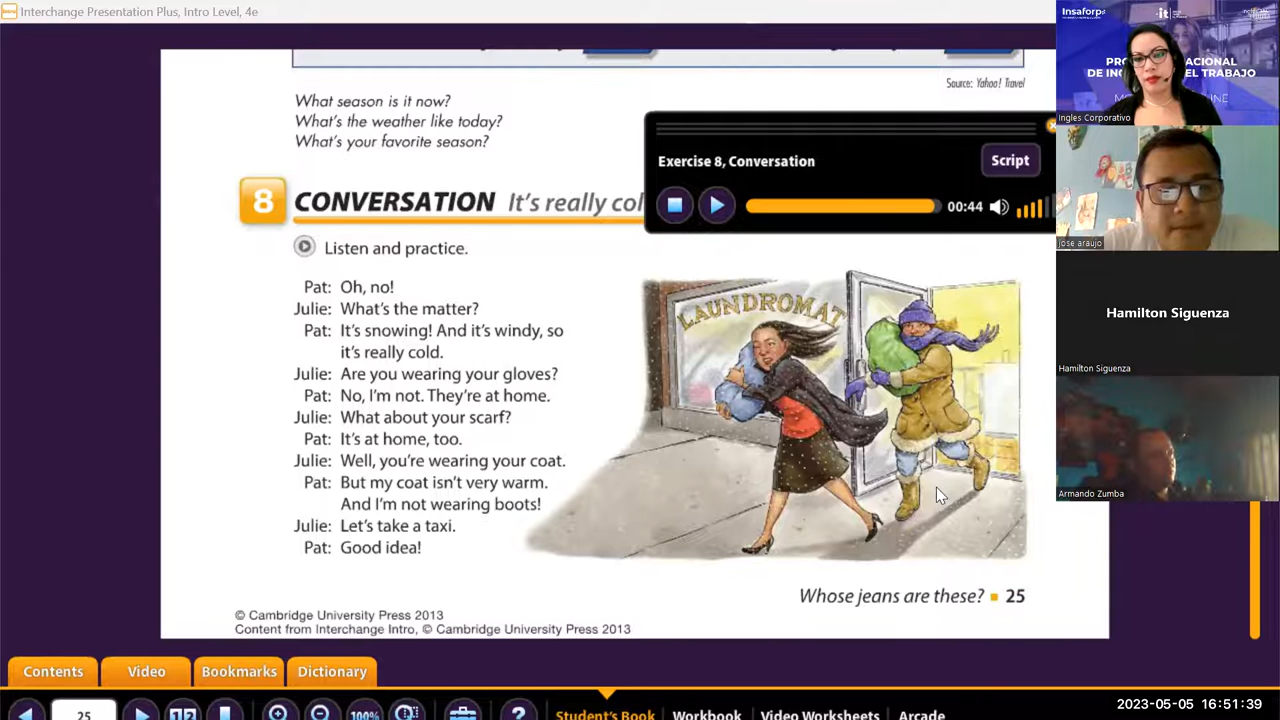 Interchange Presentation Plus, Intro Level, 4e
Source: Yahoo! Travel
What season is it now?
What's the weather like today?
What's your favorite season?
Exercise 8, Conversation
Script
00:44
8 CONVERSATION It's really col
Listen and practice.
Pat: Oh, no!
Julie: What's the matter?
Pat: It's snowing! And it's windy, so
it's really cold.
Julie: Are you wearing your gloves?
Pat: No, I'm not. They're at home.
Julie: What about your scarf?
Pat: It's at home, too.
Julie: Well, you're wearing your coat.
Pat: But my coat isn't very warm.
And I'm not wearing boots!
Julie: Let's take a taxi.
Pat: Good idea!
LAUNDROMAT
Whose jeans are these? 25
© Cambridge University Press 2013
Content from Interchange Intro, © Cambridge University Press 2013
Contents Video Bookmarks Dictionary
25 1 2 100% ? Student's Book Workbook Video Worksheets Arcade
Insaforp
it
PRO ACIONAL
DE IN EL TRABAJO
Ingles Corporativo
jose araujo
Hamilton Siguenza
Hamilton Siguenza
Armando Zumba
2023-05-05 16:51:39